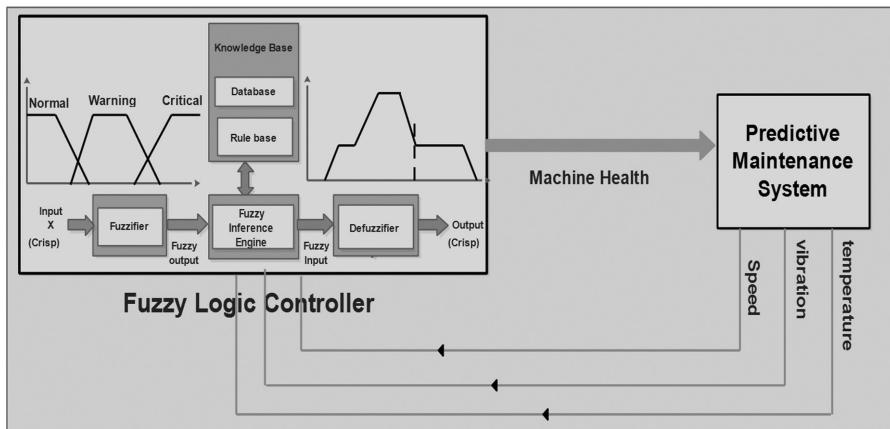 Knowledge Base
Database
Rule base
Normal
Warning
Critical
Input
X
(Crisp)
Fuzzifier
Fuzzy
output
Fuzzy
Inference
Engine
Fuzzy
Input
Defuzzifier
Output
(Crisp)
Fuzzy Logic Controller
Machine Health
Predictive
Maintenance
System
Speed
vibration
temperature